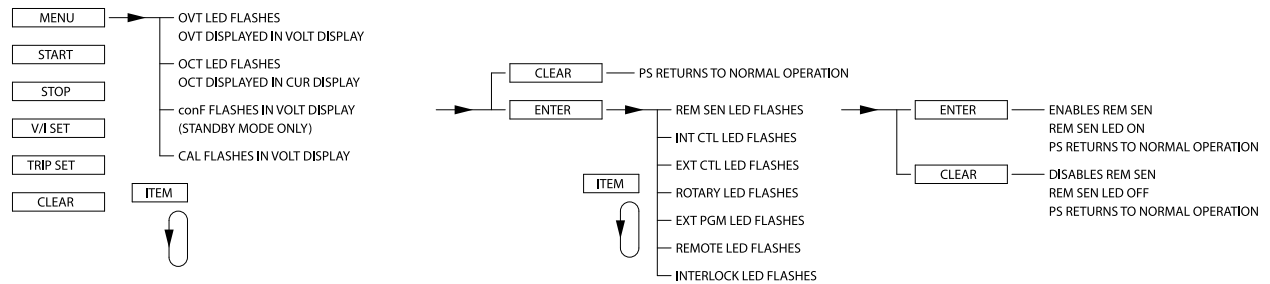 MENU
START
STOP
V/I SET
TRIP SET
CLEAR
OVT LED FLASHES
OVT DISPLAYED IN VOLT DISPLAY
OCT LED FLASHES
OCT DISPLAYED IN CUR DISPLAY
conF FLASHES IN VOLT DISPLAY
(STANDBY MODE ONLY)
CAL FLASHES IN VOLT DISPLAY
ITEM
CLEAR
PS RETURNS TO NORMAL OPERATION
ENTER
REM SEN LED FLASHES
INT CTL LED FLASHES
EXT CTL LED FLASHES
ROTARY LED FLASHES
EXT PGM LED FLASHES
REMOTE LED FLASHES
INTERLOCK LED FLASHES
ITEM
ENTER
ENABLES REM SEN
REM SEN LED ON
PS RETURNS TO NORMAL OPERATION
CLEAR
DISABLES REM SEN
REM SEN LED OFF
PS RETURNS TO NORMAL OPERATION